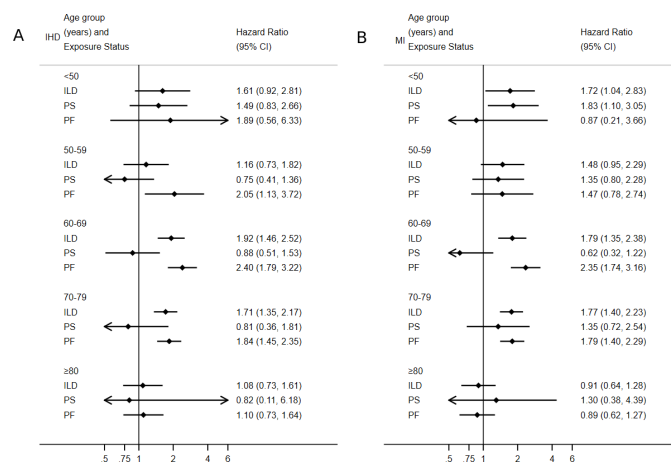 A
IHD
Age group
(years) and
Exposure Status
Hazard Ratio
(95% CI)
<50
ILD 1.61 (0.92, 2.81)
PS 1.49 (0.83, 2.66)
PF 1.89 (0.56, 6.33)
50-59
ILD 1.16 (0.73, 1.82)
PS 0.75 (0.41, 1.36)
PF 2.05 (1.13, 3.72)
60-69
ILD 1.92 (1.46, 2.52)
PS 0.88 (0.51, 1.53)
PF 2.40 (1.79, 3.22)
70-79
ILD 1.71 (1.35, 2.17)
PS 0.81 (0.36, 1.81)
PF 1.84 (1.45, 2.35)
≥80
ILD 1.08 (0.73, 1.61)
PS 0.82 (0.11, 6.18)
PF 1.10 (0.73, 1.64)
.5 .75 1 2 4 6
B
MI
Age group
(years) and
Exposure Status
Hazard Ratio
(95% CI)
<50
ILD 1.72 (1.04, 2.83)
PS 1.83 (1.10, 3.05)
PF 0.87 (0.21, 3.66)
50-59
ILD 1.48 (0.95, 2.29)
PS 1.35 (0.80, 2.28)
PF 1.47 (0.78, 2.74)
60-69
ILD 1.79 (1.35, 2.38)
PS 0.62 (0.32, 1.22)
PF 2.35 (1.74, 3.16)
70-79
ILD 1.77 (1.40, 2.23)
PS 1.35 (0.72, 2.54)
PF 1.79 (1.40, 2.29)
≥80
ILD 0.91 (0.64, 1.28)
PS 1.30 (0.38, 4.39)
PF 0.89 (0.62, 1.27)
.5 .75 1 2 4 6